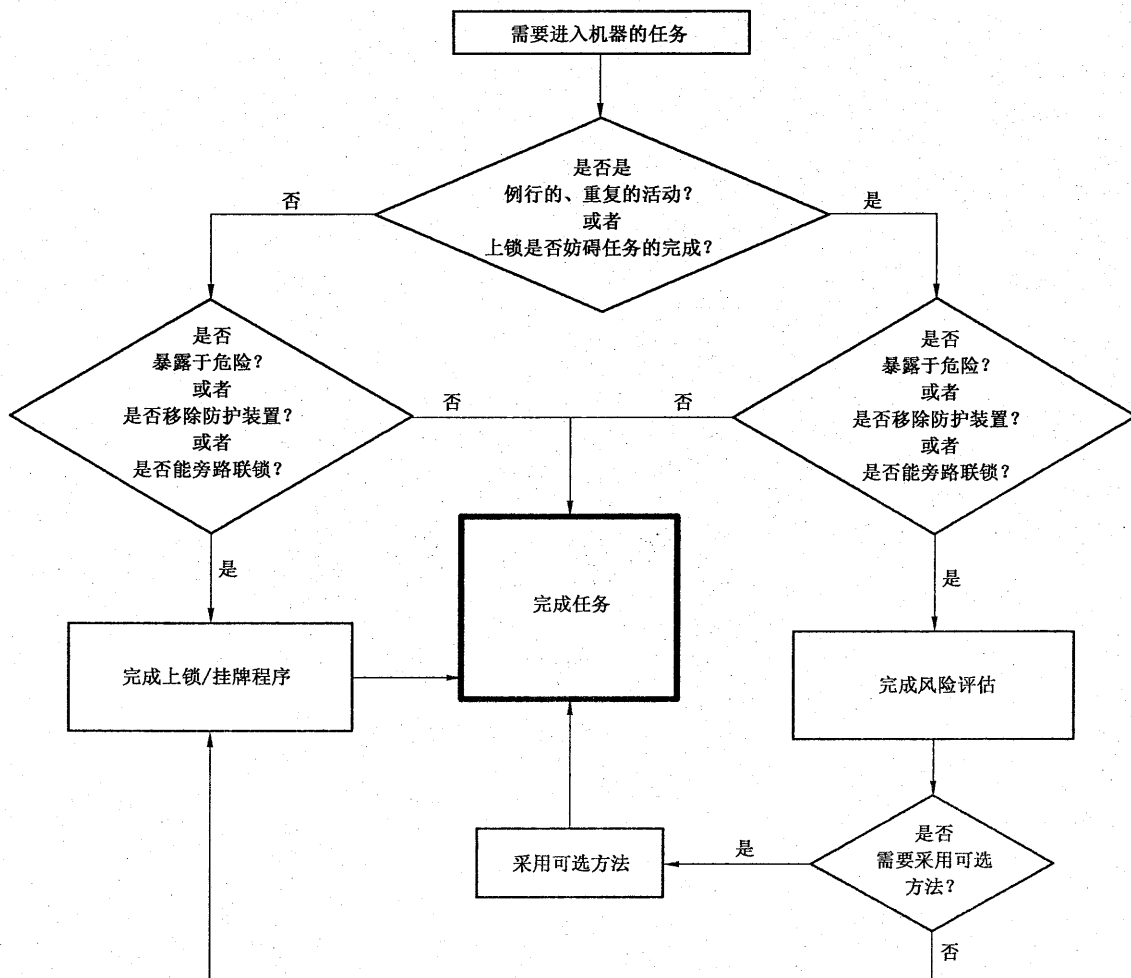 需要进入机器的任务
是否是
例行的、重复的活动?
或者
上锁是否妨碍任务的完成?
否
是
是否
暴露于危险?
或者
是否移除防护装置?
或者
是否能旁路联锁?
否
否
是否
暴露于危险?
或者
是否移除防护装置?
或者
是否能旁路联锁?
是
是
完成任务
完成上锁/挂牌程序
完成风险评估
采用可选方法
是
是否
需要采用可选
方法?
否